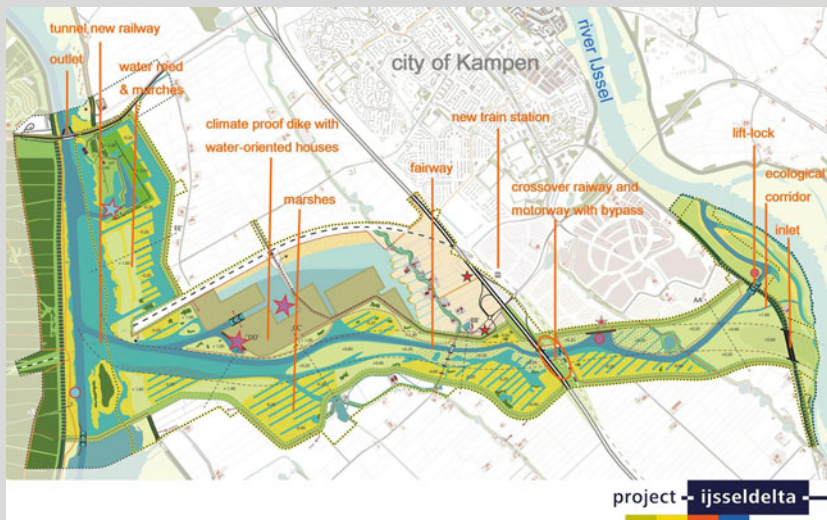 tunnel new railway
outlet
water reed
& marches
city of Kampen
river IJssel
climate proof dike with
water-oriented houses
new train station
lift-lock
marshes
fairway
crossover raiway and
motorway with bypass
ecological
corridor
inlet
project ijsseldelta